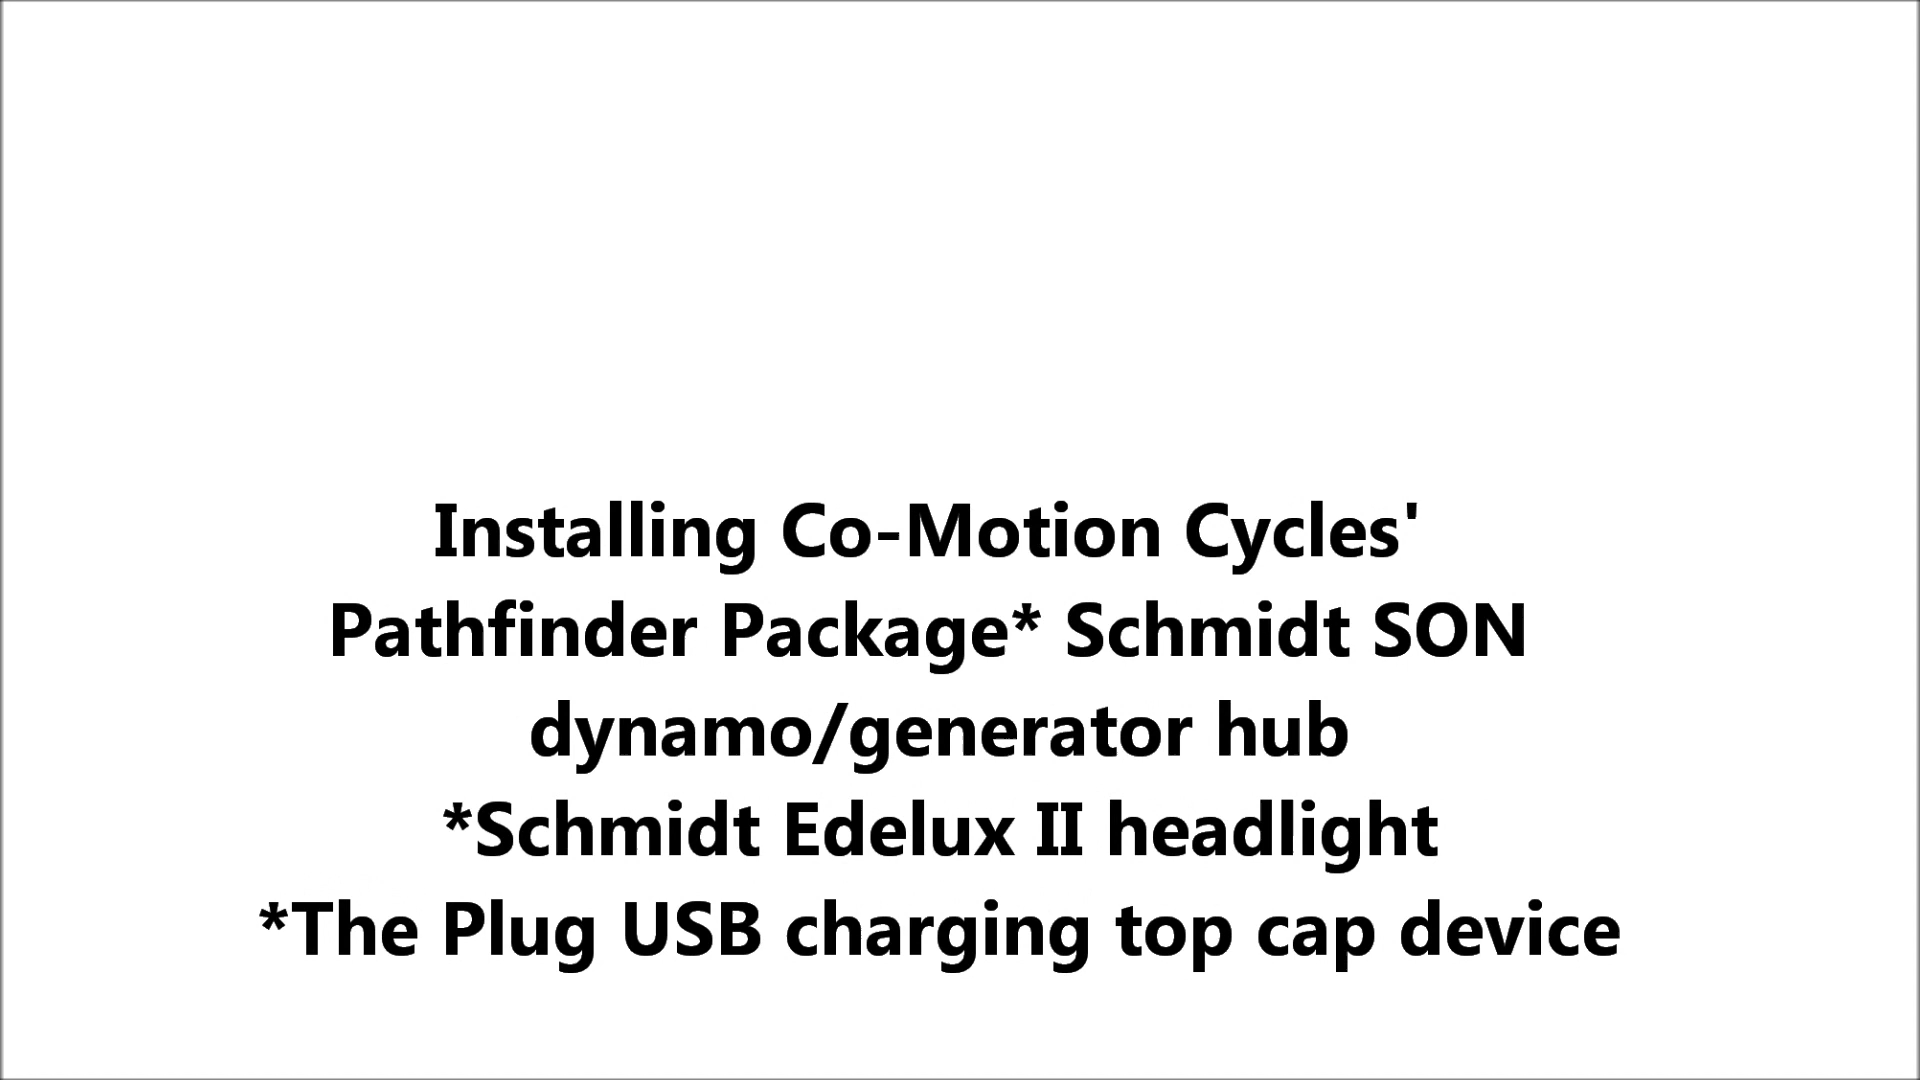 Installing Co-Motion Cycles'
Pathfinder Package* Schmidt SON
dynamo/generator hub
*Schmidt Edelux II headlight
*The Plug USB charging top cap device